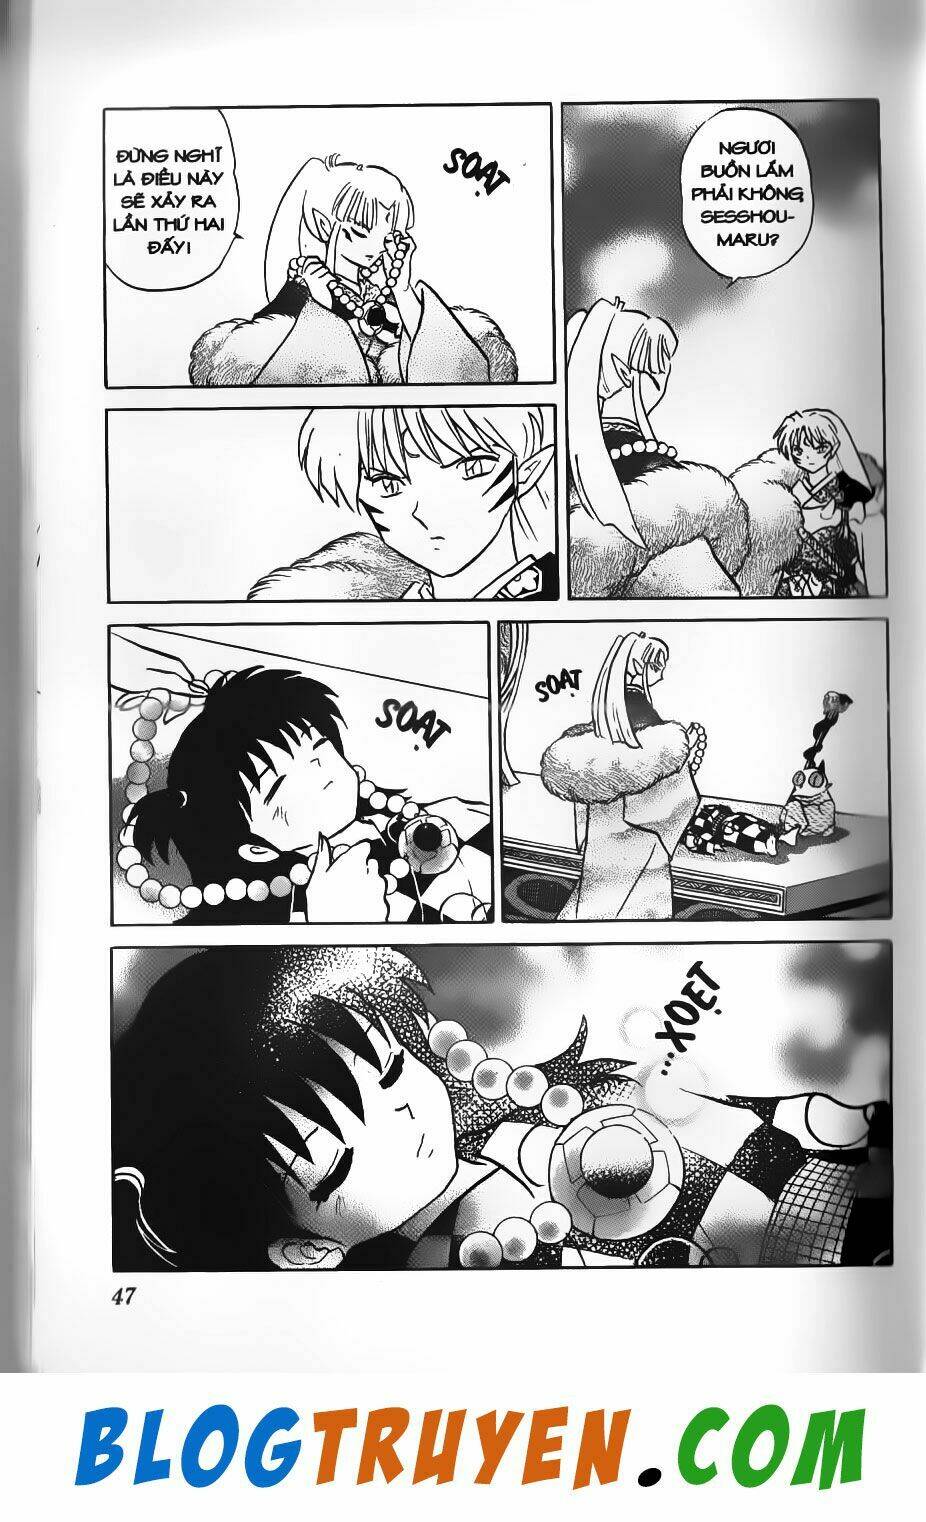 NGƯƠI
BUỒN LẮM
PHẢI KHÔNG,
SESSHOU-
MARU?
SOẠT
ĐỪNG NGHĨ
LÀ ĐIỀU NÀY
SẼ XẢY RA
LẦN THỨ HAI
ĐẤY!
SOẠT
SOẠT
...XOẸT
47
BLOGTRUYEN.COM